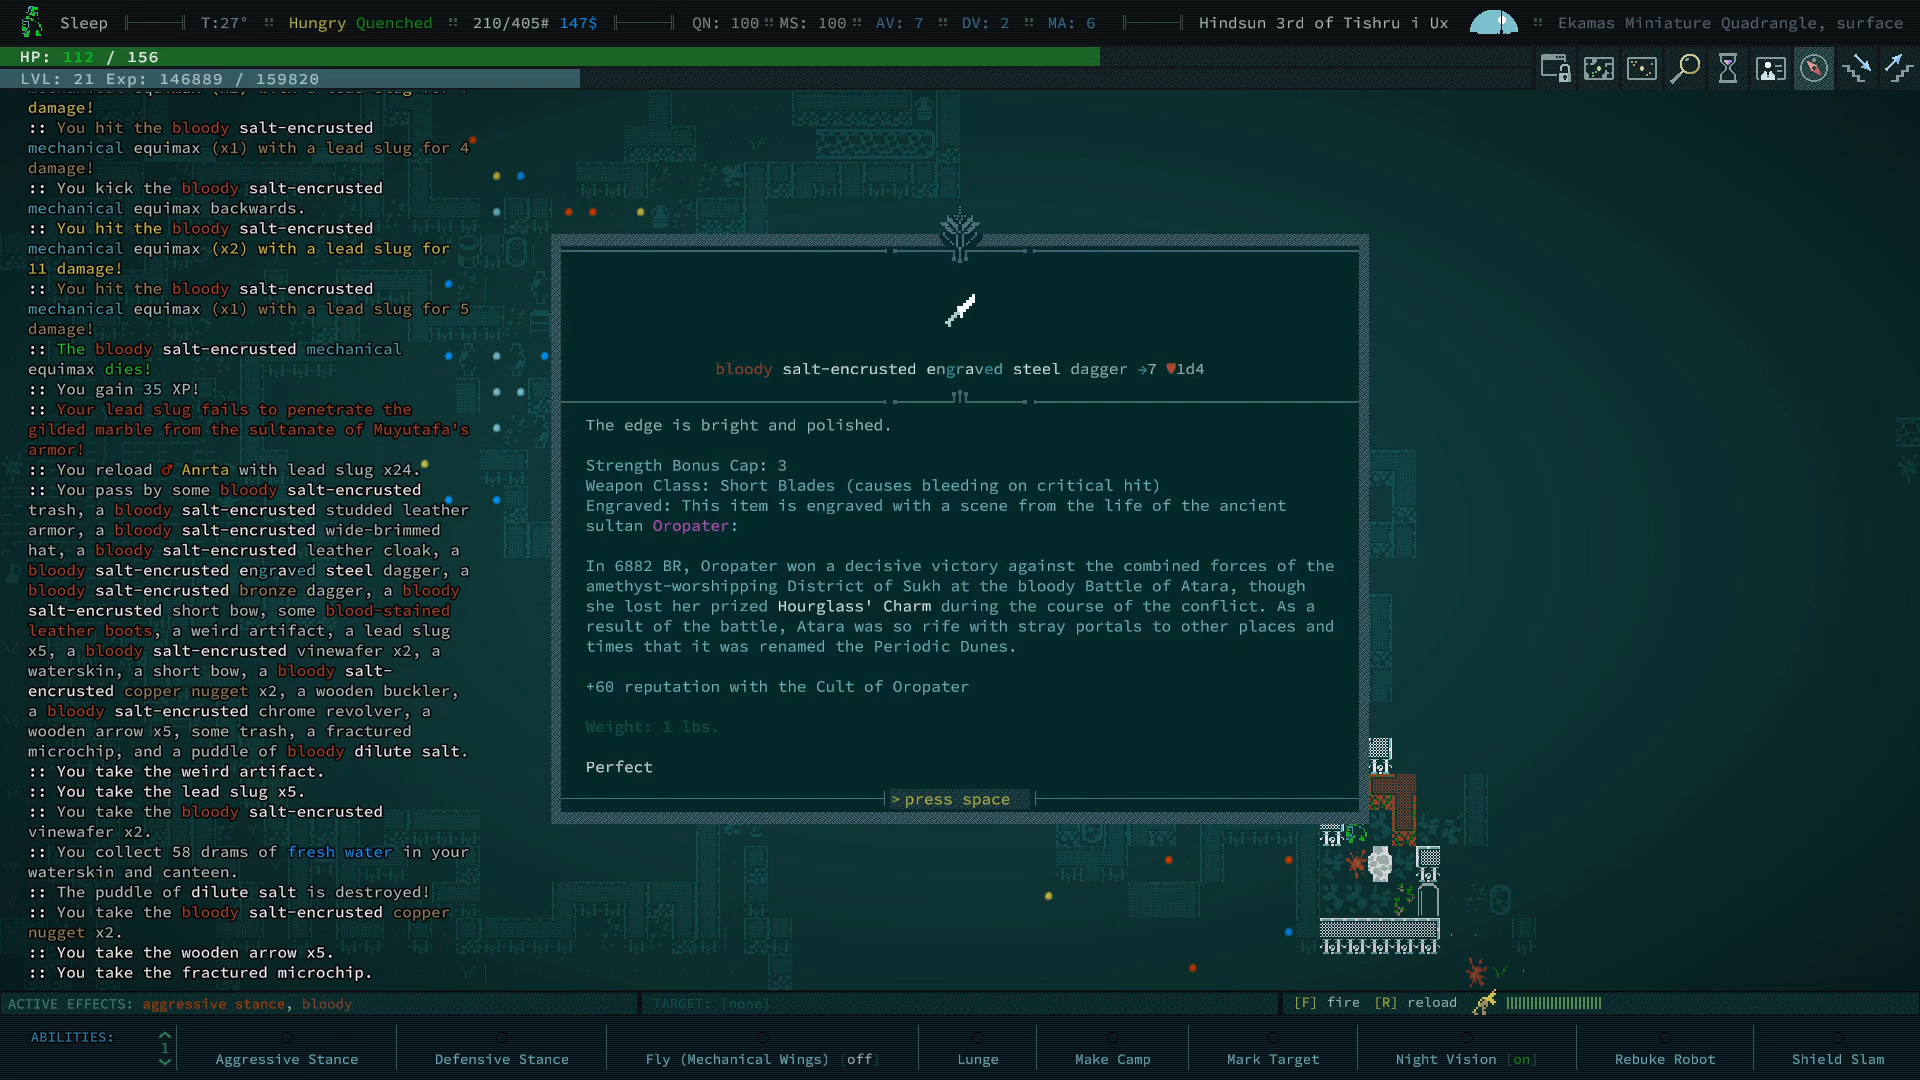 Sleep T:27° Hungry Quenched 210/405# 147$ QN: 100 MS: 100 AV: 7 DV: 2 MA: 6 Hindsun 3rd of Tishru i Ux Ekamas Miniature Quadrangle, surface
HP: 112 / 156
LVL: 21 Exp: 146889 / 159820
damage!
:: You hit the bloody salt-encrusted
mechanical equimax (x1) with a lead slug for 4
damage!
:: You kick the bloody salt-encrusted
mechanical equimax backwards.
:: You hit the bloody salt-encrusted
mechanical equimax (x2) with a lead slug for
11 damage!
:: You hit the bloody salt-encrusted
mechanical equimax (x1) with a lead slug for 5
damage!
:: The bloody salt-encrusted mechanical
equimax dies!
:: You gain 35 XP!
:: Your lead slug fails to penetrate the
gilded marble from the sultanate of Muyutafa's
armor!
:: You reload ♂ Anrta with lead slug x24.
:: You pass by some bloody salt-encrusted
trash, a bloody salt-encrusted studded leather
armor, a bloody salt-encrusted wide-brimmed
hat, a bloody salt-encrusted leather cloak, a
bloody salt-encrusted engraved steel dagger, a
bloody salt-encrusted bronze dagger, a bloody
salt-encrusted short bow, some blood-stained
leather boots, a weird artifact, a lead slug
x5, a bloody salt-encrusted vinewafer x2, a
waterskin, a short bow, a bloody salt-
encrusted copper nugget x2, a wooden buckler,
a bloody salt-encrusted chrome revolver, a
wooden arrow x5, some trash, a fractured
microchip, and a puddle of bloody dilute salt.
:: You take the weird artifact.
:: You take the lead slug x5.
:: You take the bloody salt-encrusted
vinewafer x2.
:: You collect 58 drams of fresh water in your
waterskin and canteen.
:: The puddle of dilute salt is destroyed!
:: You take the bloody salt-encrusted copper
nugget x2.
:: You take the wooden arrow x5.
:: You take the fractured microchip.
bloody salt-encrusted engraved steel dagger →7 ♥1d4
The edge is bright and polished.
Strength Bonus Cap: 3
Weapon Class: Short Blades (causes bleeding on critical hit)
Engraved: This item is engraved with a scene from the life of the ancient
sultan Oropater:
In 6882 BR, Oropater won a decisive victory against the combined forces of the
amethyst-worshipping District of Sukh at the bloody Battle of Atara, though
she lost her prized Hourglass' Charm during the course of the conflict. As a
result of the battle, Atara was so rife with stray portals to other places and
times that it was renamed the Periodic Dunes.
+60 reputation with the Cult of Oropater
Weight: 1 lbs.
Perfect
> press space
ACTIVE EFFECTS: aggressive stance, bloody TARGET: [none] [F] fire [R] reload
ABILITIES: 1 Aggressive Stance Defensive Stance Fly (Mechanical Wings) [off] Lunge Make Camp Mark Target Night Vision [on] Rebuke Robot Shield Slam